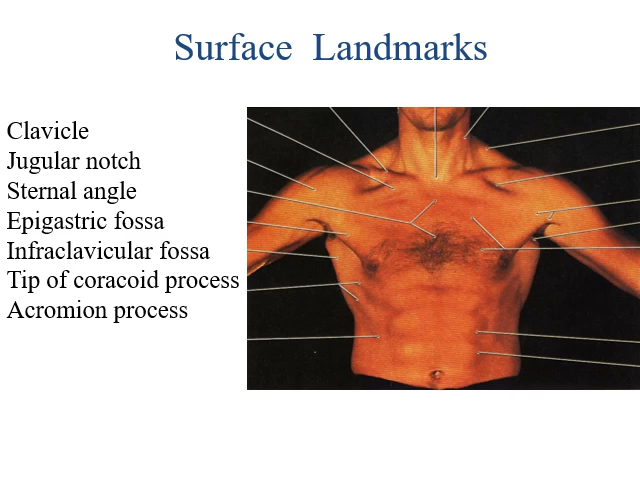 Surface Landmarks
Clavicle
Jugular notch
Sternal angle
Epigastric fossa
Infraclavicular fossa
Tip of coracoid process
Acromion process